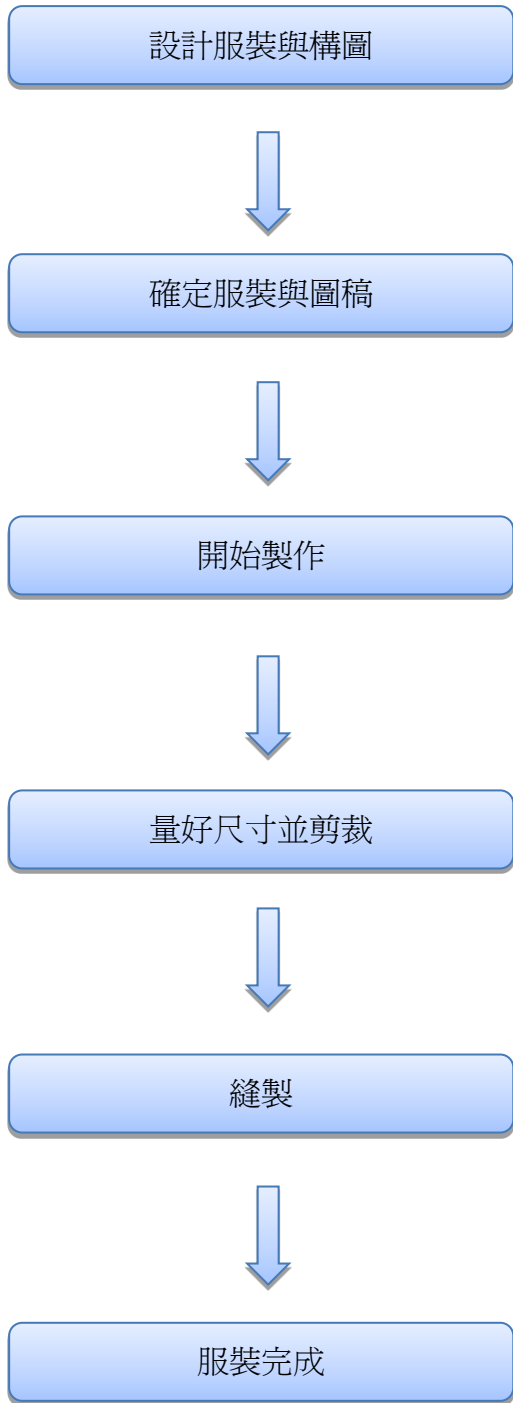 設計服裝與構圖
確定服裝與圖稿
開始製作
量好尺寸並剪裁
縫製
服裝完成